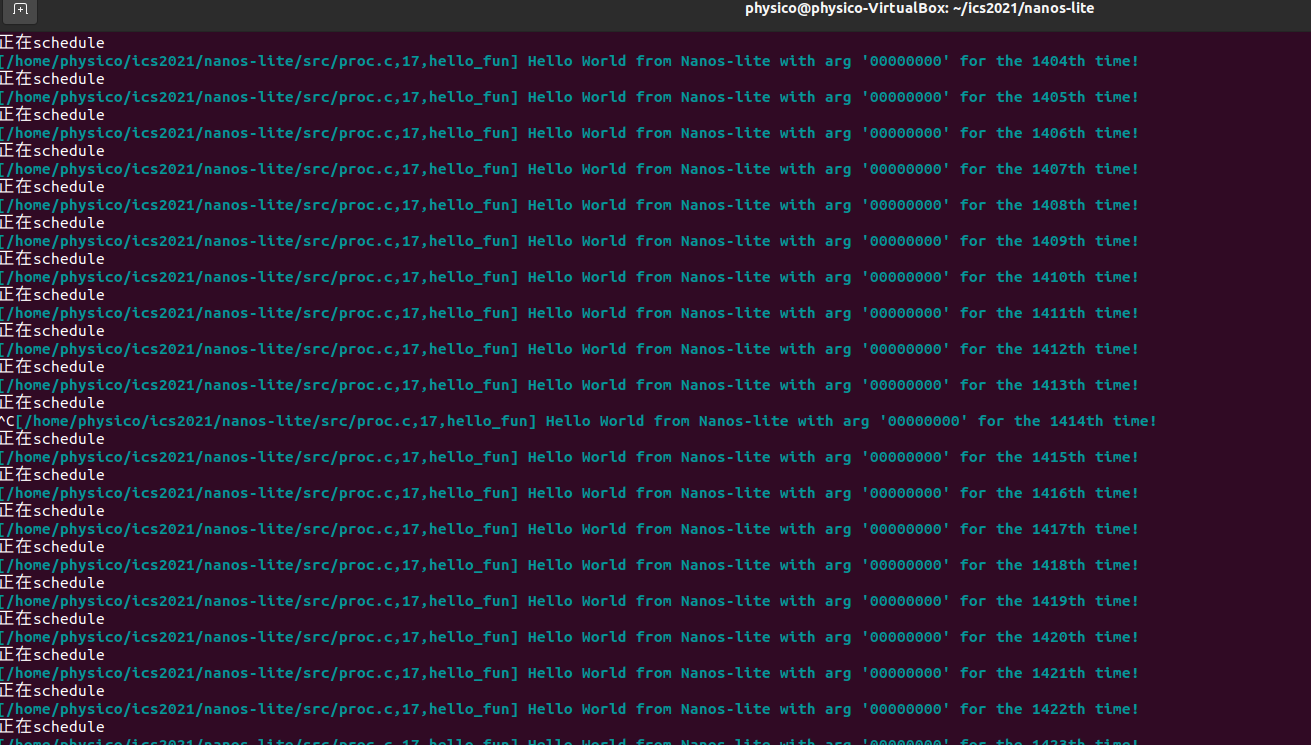 physico@physico-VirtualBox: ~/ics2021/nanos-lite
正在schedule
[/home/physico/ics2021/nanos-lite/src/proc.c,17,hello_fun] Hello World from Nanos-lite with arg '00000000' for the 1404th time!
正在schedule
[/home/physico/ics2021/nanos-lite/src/proc.c,17,hello_fun] Hello World from Nanos-lite with arg '00000000' for the 1405th time!
正在schedule
[/home/physico/ics2021/nanos-lite/src/proc.c,17,hello_fun] Hello World from Nanos-lite with arg '00000000' for the 1406th time!
正在schedule
[/home/physico/ics2021/nanos-lite/src/proc.c,17,hello_fun] Hello World from Nanos-lite with arg '00000000' for the 1407th time!
正在schedule
[/home/physico/ics2021/nanos-lite/src/proc.c,17,hello_fun] Hello World from Nanos-lite with arg '00000000' for the 1408th time!
正在schedule
[/home/physico/ics2021/nanos-lite/src/proc.c,17,hello_fun] Hello World from Nanos-lite with arg '00000000' for the 1409th time!
正在schedule
[/home/physico/ics2021/nanos-lite/src/proc.c,17,hello_fun] Hello World from Nanos-lite with arg '00000000' for the 1410th time!
正在schedule
[/home/physico/ics2021/nanos-lite/src/proc.c,17,hello_fun] Hello World from Nanos-lite with arg '00000000' for the 1411th time!
正在schedule
[/home/physico/ics2021/nanos-lite/src/proc.c,17,hello_fun] Hello World from Nanos-lite with arg '00000000' for the 1412th time!
正在schedule
[/home/physico/ics2021/nanos-lite/src/proc.c,17,hello_fun] Hello World from Nanos-lite with arg '00000000' for the 1413th time!
正在schedule
^C[/home/physico/ics2021/nanos-lite/src/proc.c,17,hello_fun] Hello World from Nanos-lite with arg '00000000' for the 1414th time!
正在schedule
[/home/physico/ics2021/nanos-lite/src/proc.c,17,hello_fun] Hello World from Nanos-lite with arg '00000000' for the 1415th time!
正在schedule
[/home/physico/ics2021/nanos-lite/src/proc.c,17,hello_fun] Hello World from Nanos-lite with arg '00000000' for the 1416th time!
正在schedule
[/home/physico/ics2021/nanos-lite/src/proc.c,17,hello_fun] Hello World from Nanos-lite with arg '00000000' for the 1417th time!
正在schedule
[/home/physico/ics2021/nanos-lite/src/proc.c,17,hello_fun] Hello World from Nanos-lite with arg '00000000' for the 1418th time!
正在schedule
[/home/physico/ics2021/nanos-lite/src/proc.c,17,hello_fun] Hello World from Nanos-lite with arg '00000000' for the 1419th time!
正在schedule
[/home/physico/ics2021/nanos-lite/src/proc.c,17,hello_fun] Hello World from Nanos-lite with arg '00000000' for the 1420th time!
正在schedule
[/home/physico/ics2021/nanos-lite/src/proc.c,17,hello_fun] Hello World from Nanos-lite with arg '00000000' for the 1421th time!
正在schedule
[/home/physico/ics2021/nanos-lite/src/proc.c,17,hello_fun] Hello World from Nanos-lite with arg '00000000' for the 1422th time!
正在schedule
[/home/physico/ics2021/nanos-lite/src/proc.c,17,hello_fun] Hello World from Nanos-lite with arg '00000000' for the 1423th time!